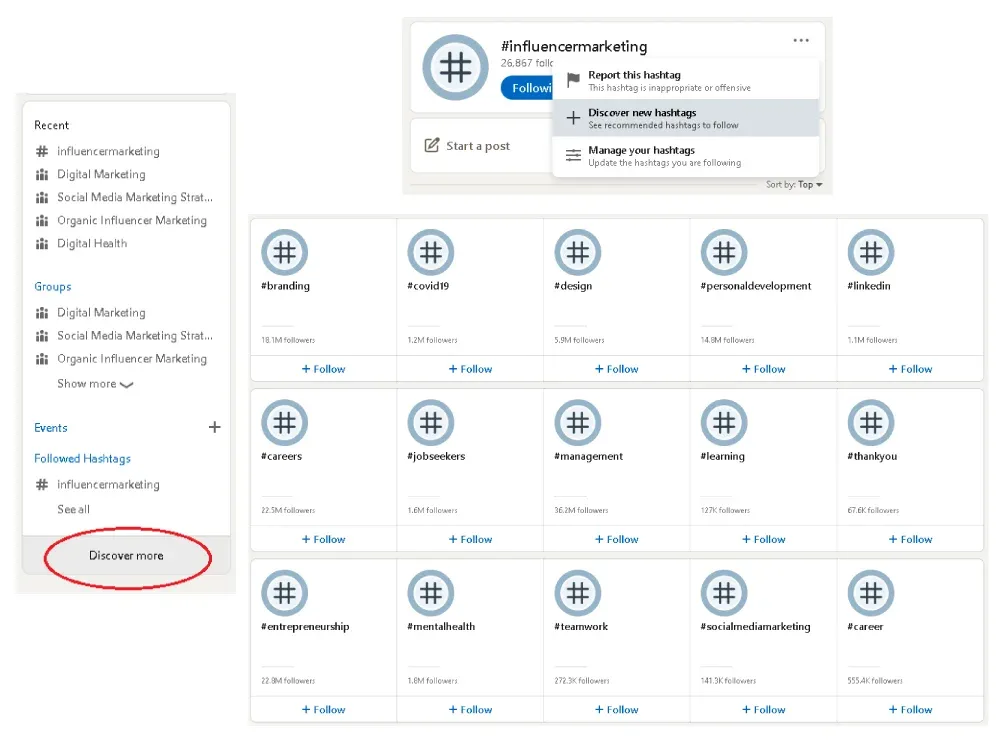 Recent
# influencermarketing
Digital Marketing
Social Media Marketing Strat...
Organic Influencer Marketing
Digital Health
Groups
Digital Marketing
Social Media Marketing Strat...
Organic Influencer Marketing
Show more
Events +
Followed Hashtags
# influencermarketing
See all
Discover more
#influencermarketing
26,867 follo
Followi
Report this hashtag
This hashtag is inappropriate or offensive
Discover new hashtags
See recommended hashtags to follow
Manage your hashtags
Update the hashtags you are following
Start a post
Sort by: Top
#branding #covid19 #design #personaldevelopment #linkedin
18.1M followers 1.2M followers 5.9M followers 14.8M followers 1.1M followers
+ Follow + Follow + Follow + Follow + Follow
#careers #jobseekers #management #learning #thankyou
22.5M followers 1.6M followers 36.2M followers 127K followers 67.6K followers
+ Follow + Follow + Follow + Follow + Follow
#entrepreneurship #mentalhealth #teamwork #socialmediamarketing #career
22.8M followers 1.8M followers 272.3K followers 141.3K followers 555.4K followers
+ Follow + Follow + Follow + Follow + Follow